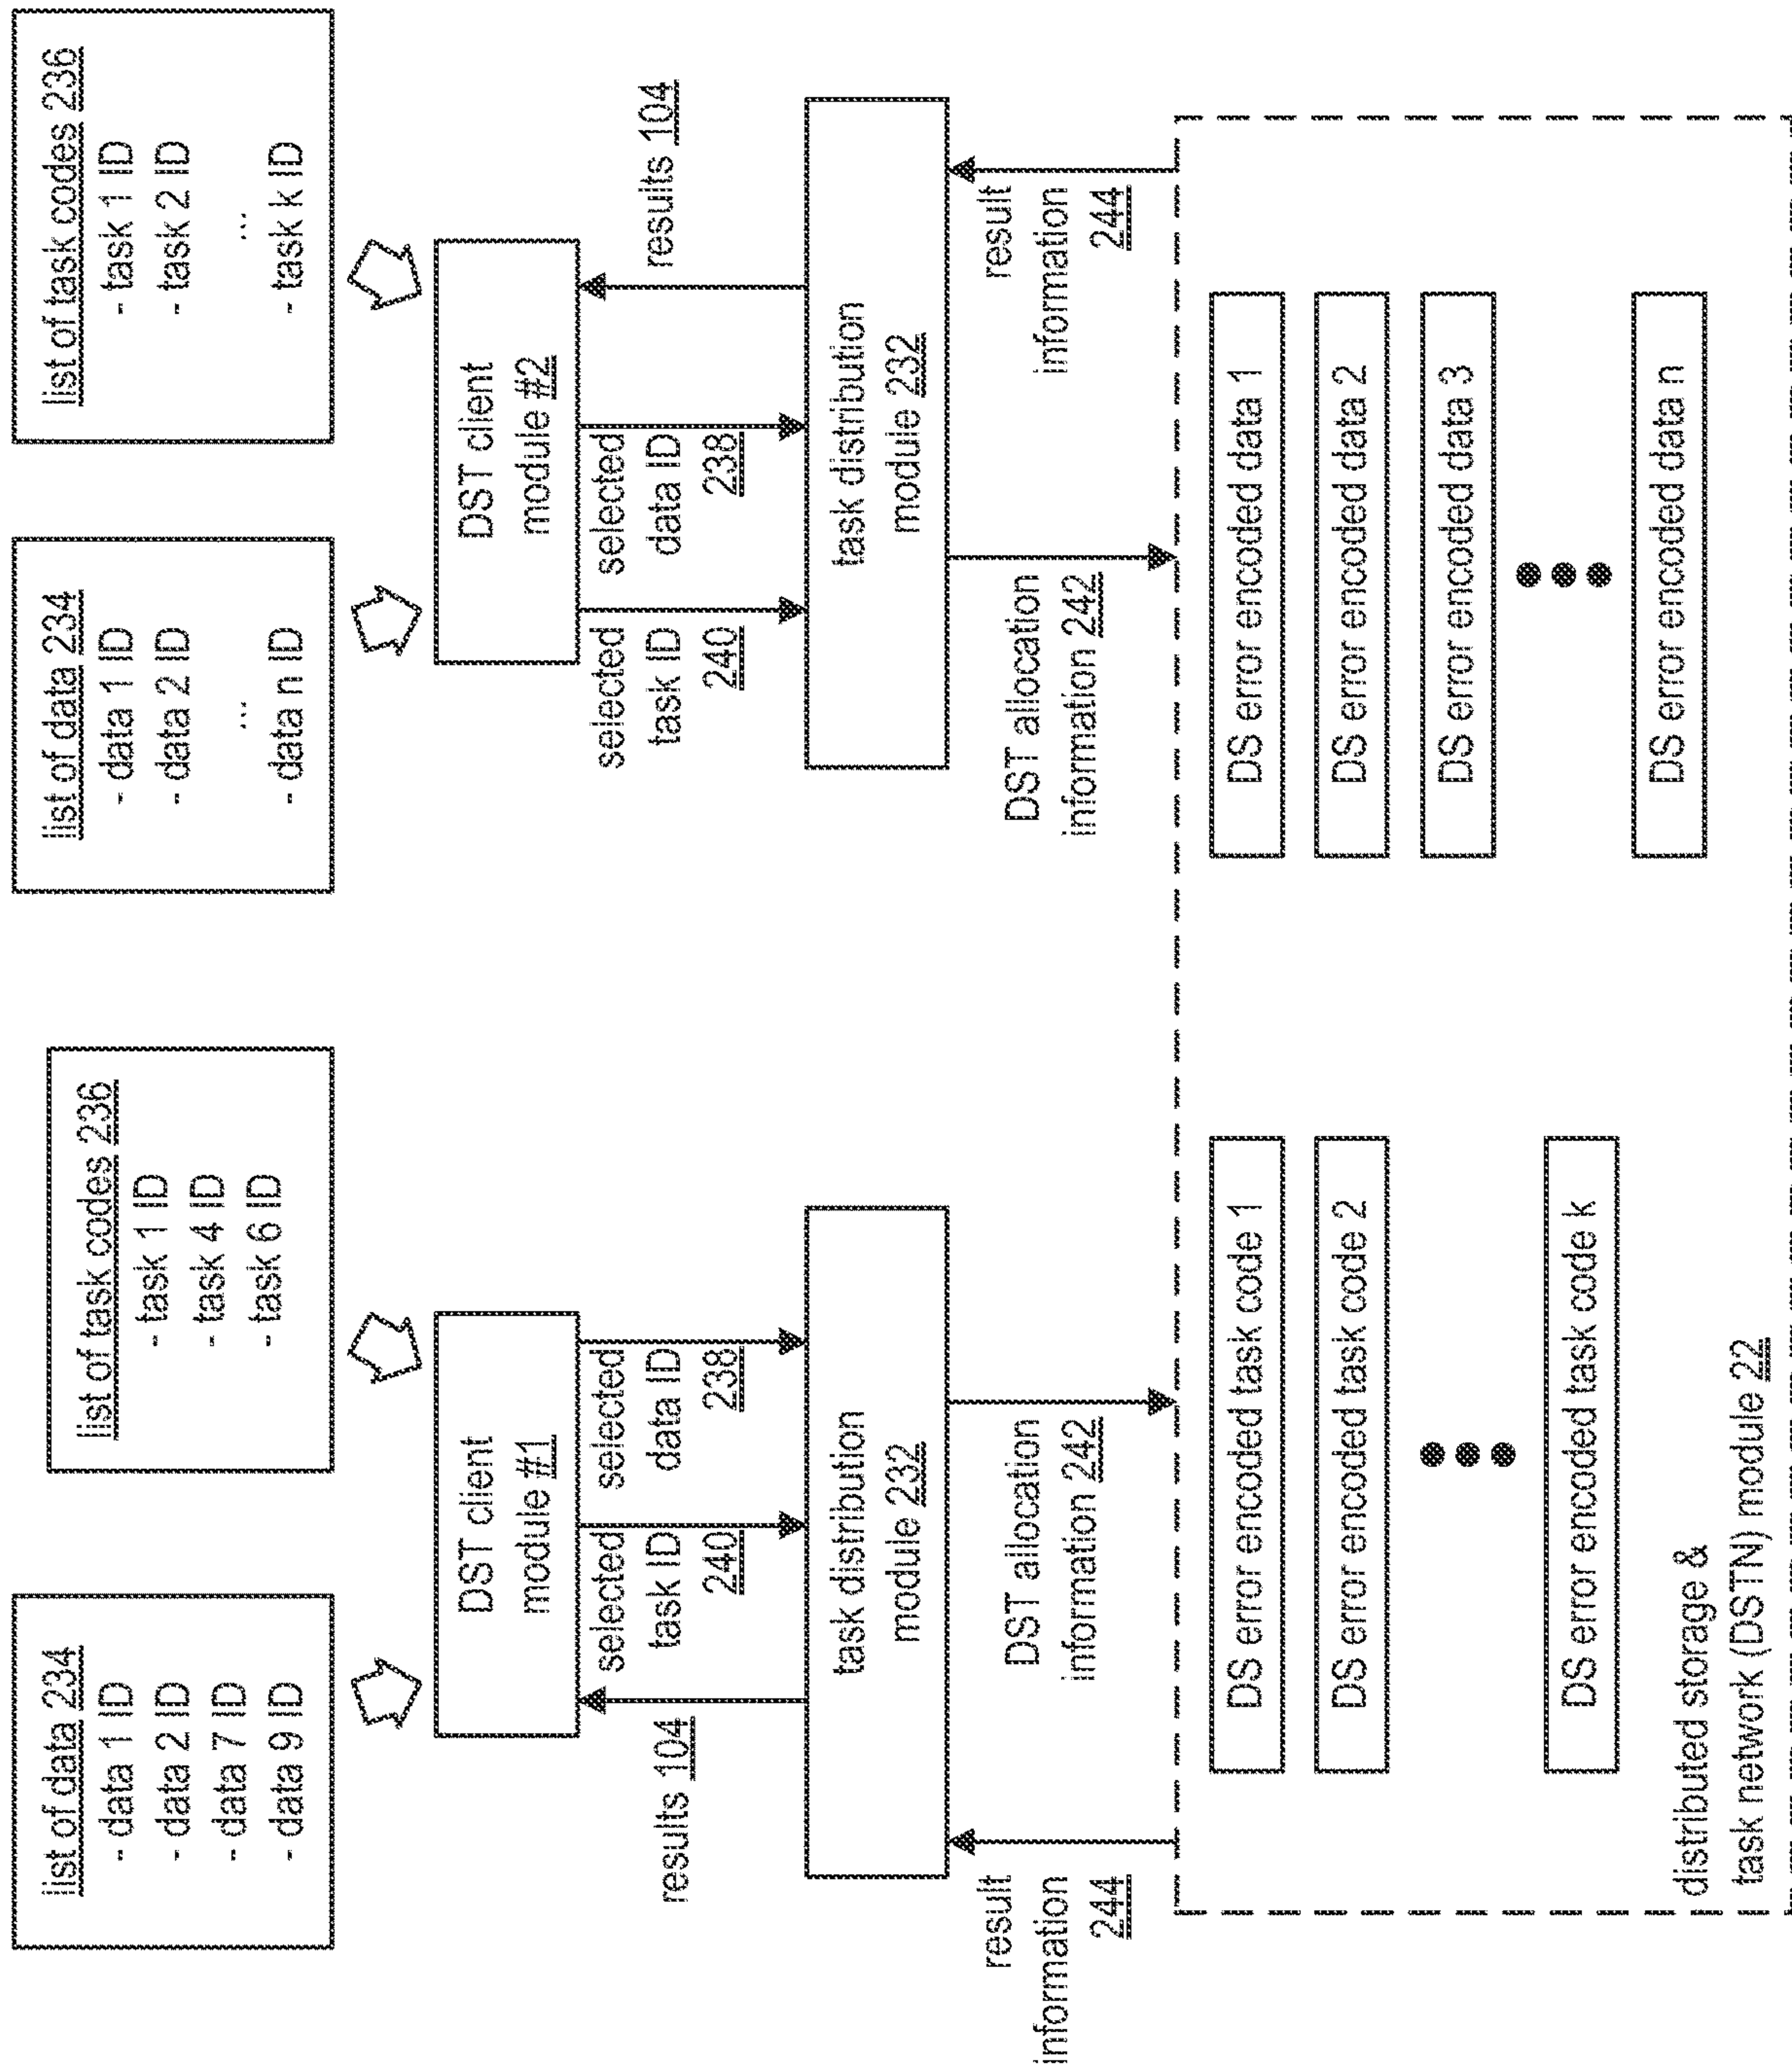 list of data 234
- data 1 ID
- data 2 ID
- data 7 ID
- data 9 ID
list of task codes 236
- task 1 ID
- task 4 ID
- task 6 ID
list of data 234
- data 1 ID
- data 2 ID
...
- data n ID
list of task codes 236
- task 1 ID
- task 2 ID
...
- task k ID
DST client
module #1
DST client
module #2
results 104
selected
task ID
240
selected
data ID
238
selected
task ID
240
selected
data ID
238
results 104
task distribution
module 232
task distribution
module 232
result
information
244
DST allocation
information 242
DST allocation
information 242
result
information
244
DS error encoded task code 1
DS error encoded task code 2
DS error encoded task code k
DS error encoded data 1
DS error encoded data 2
DS error encoded data 3
DS error encoded data n
distributed storage &
task network (DSTN) module 22